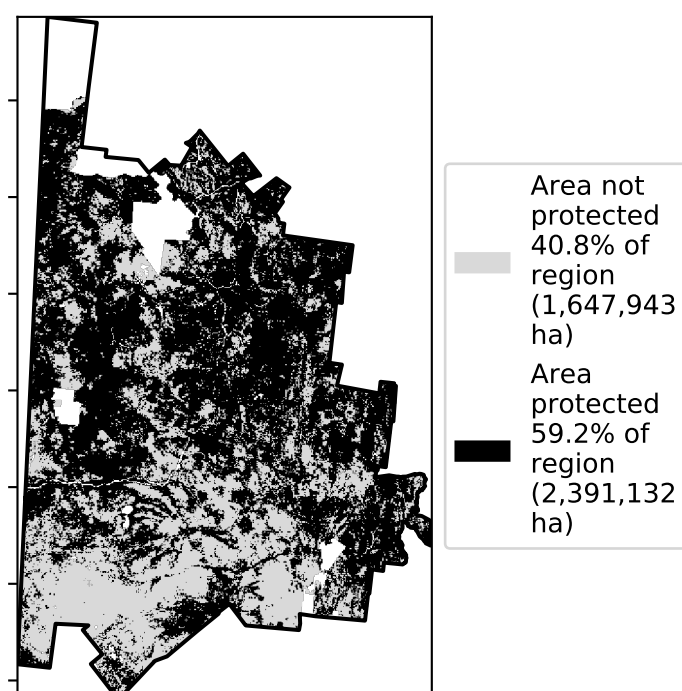 Area not
protected
40.8% of
region
(1,647,943
ha)
Area
protected
59.2% of
region
(2,391,132
ha)